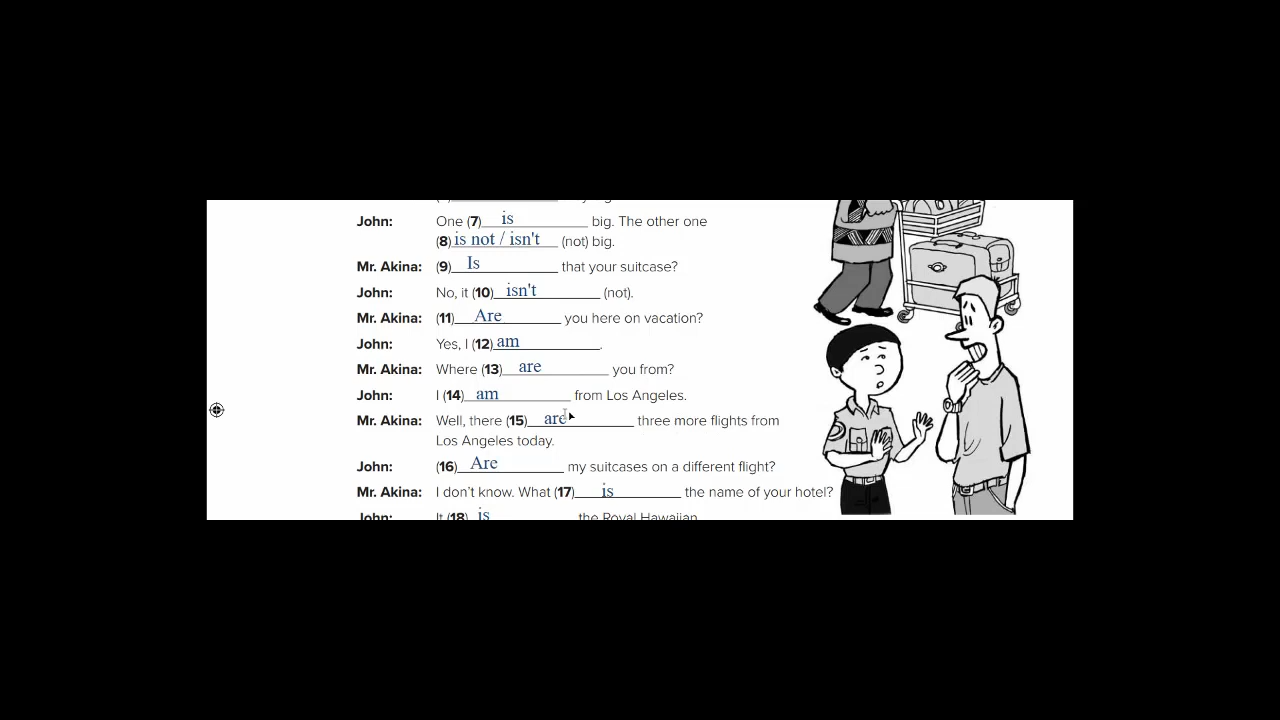 John: One (7) is big. The other one
(8) is not / isn't (not) big.
Mr. Akina: (9) Is that your suitcase?
John: No, it (10) isn't (not).
Mr. Akina: (11) Are you here on vacation?
John: Yes, I (12) am.
Mr. Akina: Where (13) are you from?
John: I (14) am from Los Angeles.
Mr. Akina: Well, there (15) are three more flights from
Los Angeles today.
John: (16) Are my suitcases on a different flight?
Mr. Akina: I don't know. What (17) is the name of your hotel?
John: It (18) is the Royal Hawaiian